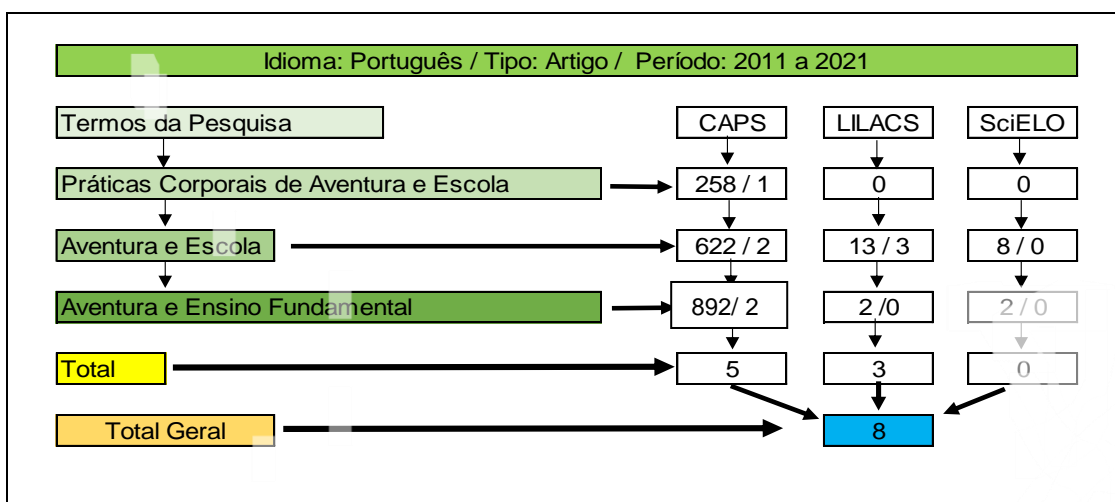 Idioma: Português / Tipo: Artigo / Período: 2011 a 2021
Termos da Pesquisa CAPS LILACS SciELO
Práticas Corporais de Aventura e Escola 258 / 1 0 0
Aventura e Escola 622 / 2 13 / 3 8 / 0
Aventura e Ensino Fundamental 892/ 2 2 /0 2 / 0
Total 5 3 0
Total Geral 8